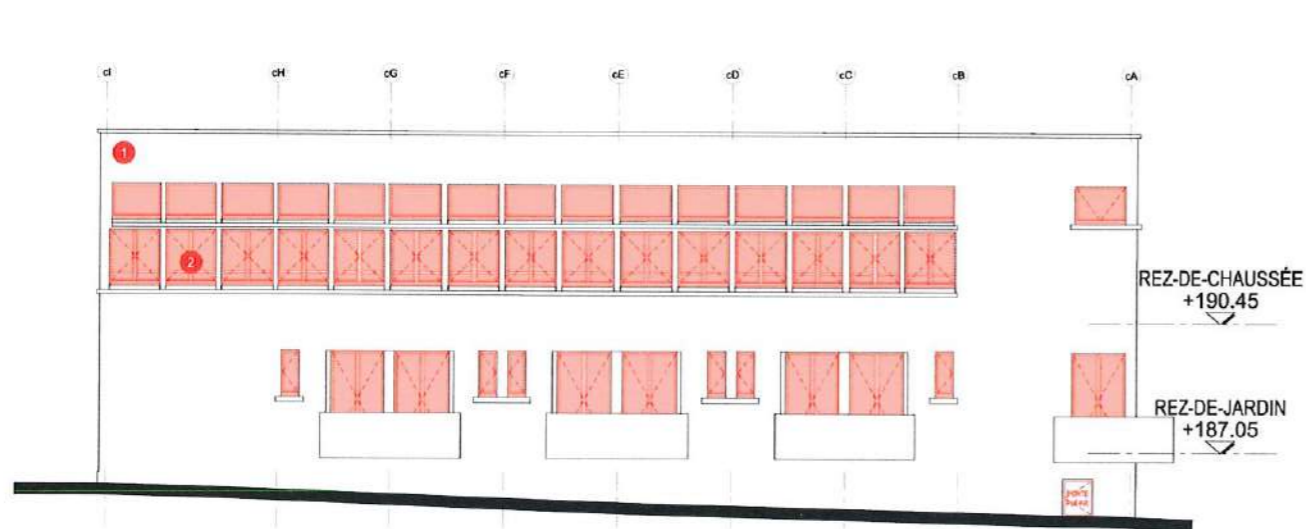 cI
cH
cG
cF
cE
cD
cC
cB
cA
1
2
REZ-DE-CHAUSSÉE
+190.45
REZ-DE-JARDIN
+187.05
PORTE